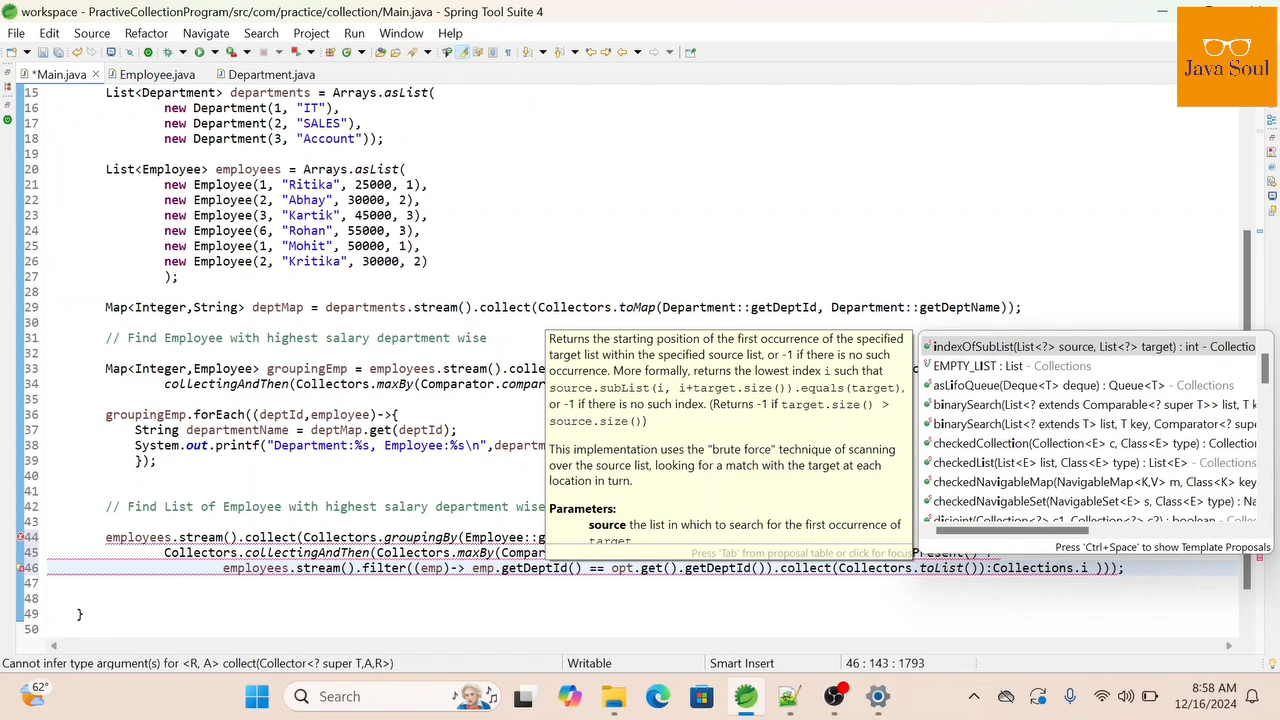 workspace - PractiveCollectionProgram/src/com/practice/collection/Main.java - Spring Tool Suite 4
Java Soul
File Edit Source Refactor Navigate Search Project Run Window Help
*Main.java Employee.java Department.java
15 List<Department> departments = Arrays.asList(
16 new Department(1, "IT"),
17 new Department(2, "SALES"),
18 new Department(3, "Account"));
19
20 List<Employee> employees = Arrays.asList(
21 new Employee(1, "Ritika", 25000, 1),
22 new Employee(2, "Abhay", 30000, 2),
23 new Employee(3, "Kartik", 45000, 3),
24 new Employee(6, "Rohan", 55000, 3),
25 new Employee(1, "Mohit", 50000, 1),
26 new Employee(2, "Kritika", 30000, 2)
27 );
28
29 Map<Integer,String> deptMap = departments.stream().collect(Collectors.toMap(Department::getDeptId, Department::getDeptName));
30
31 // Find Employee with highest salary department wise
32
33 Map<Integer, Employee> groupingEmp = employees.stream().colle
34 collectingAndThen(Collectors.maxBy(Comparator.compar
35
36 groupingEmp.forEach((deptId,employee)->{
37 String departmentName = deptMap.get(deptId);
38 System.out.printf("Department:%s, Employee:%s\n",departm
39 });
40
41
42 // Find List of Employee with highest salary department wise
43
44 employees.stream().collect(Collectors.groupingBy(Employee::g
45 Collectors.collectingAndThen(Collectors.maxBy(Compar
46 employees.stream().filter((emp)-> emp.getDeptId() == opt.get().getDeptId()).collect(Collectors.toList()):Collections.i )));
48
49 }
50
Returns the starting position of the first occurrence of the specified
target list within the specified source list, or -1 if there is no such
occurrence. More formally, returns the lowest index i such that
source.subList(i, i+target.size()).equals(target),
or -1 if there is no such index. (Returns -1 if target.size() >
source.size())
This implementation uses the "brute force" technique of scanning
over the source list, looking for a match with the target at each
location in turn.
Parameters:
source the list in which to search for the first occurrence of
target
Press 'Tab' from proposal table or click for focus
indexOfSubList(List<?> source, List<?> target) : int - Collectio
EMPTY_LIST : List - Collections
asLifoQueue(Deque<T> deque) : Queue<T> - Collections
binarySearch(List<? extends Comparable<? super T>> list, T k
binarySearch(List<? extends T> list, T key, Comparator<? supe
checkedCollection(Collection<E> c, Class<E> type) : Collection
checkedList(List<E> list, Class<E> type) : List<E> - Collections
checkedNavigableMap(NavigableMap<K,V> m, Class<K> key
checkedNavigableSet(NavigableSet<E> s, Class<E> type) : Na
disjoint(Collection<?> c1, Collection<?> c2) : boolean - Collectio
Press 'Ctrl+Space' to show Template Proposals
Cannot infer type argument(s) for <R, A> collect(Collector<? super T,A,R>) Writable Smart Insert 46 : 143 : 1793
62° Search 8:58 AM
12/16/2024